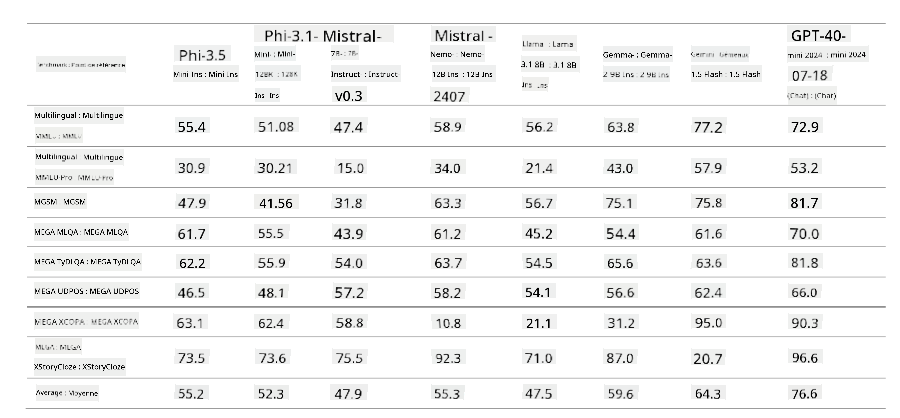 Phi-3.5 Phi-3.1- Mistral- Mistral - GPT-40-
Benchmark : Point de référence Mini Ins : Mini Ins Mini- : Mini- 7B- : 7B- Nemo- : Nemo- Llama : Lama Gemma- : Gemma- Gemini : Gémeaux mini 2024 : mini 2024
128K : 128K Instruct : Instruct 12B Ins : 12B Ins 3.1 8B : 3.1 8B 2 9B Ins : 2 9B Ins 1.5 Flash : 1.5 Flash 07-18
Ins : Ins v0.3 2407 Ins : Ins (Chat) : (Chat)
Multilingual : Multilingue
MMLU : MMLU 55.4 51.08 47.4 58.9 56.2 63.8 77.2 72.9
Multilingual : Multilingue
MMLU-Pro : MMLU-Pro 30.9 30.21 15.0 34.0 21.4 43.0 57.9 53.2
MGSM : MGSM 47.9 41.56 31.8 63.3 56.7 75.1 75.8 81.7
MEGA MLQA : MEGA MLQA 61.7 55.5 43.9 61.2 45.2 54.4 61.6 70.0
MEGA TyDi QA : MEGA TyDi QA 62.2 55.9 54.0 63.7 54.5 65.6 63.6 81.8
MEGA UDPOS : MEGA UDPOS 46.5 48.1 57.2 58.2 54.1 56.6 62.4 66.0
MEGA XCOPA : MEGA XCOPA 63.1 62.4 58.8 10.8 21.1 31.2 95.0 90.3
MEGA : MEGA
XStoryCloze : XStoryCloze 73.5 73.6 75.5 92.3 71.0 87.0 20.7 96.6
Average : Moyenne 55.2 52.3 47.9 55.3 47.5 59.6 64.3 76.6